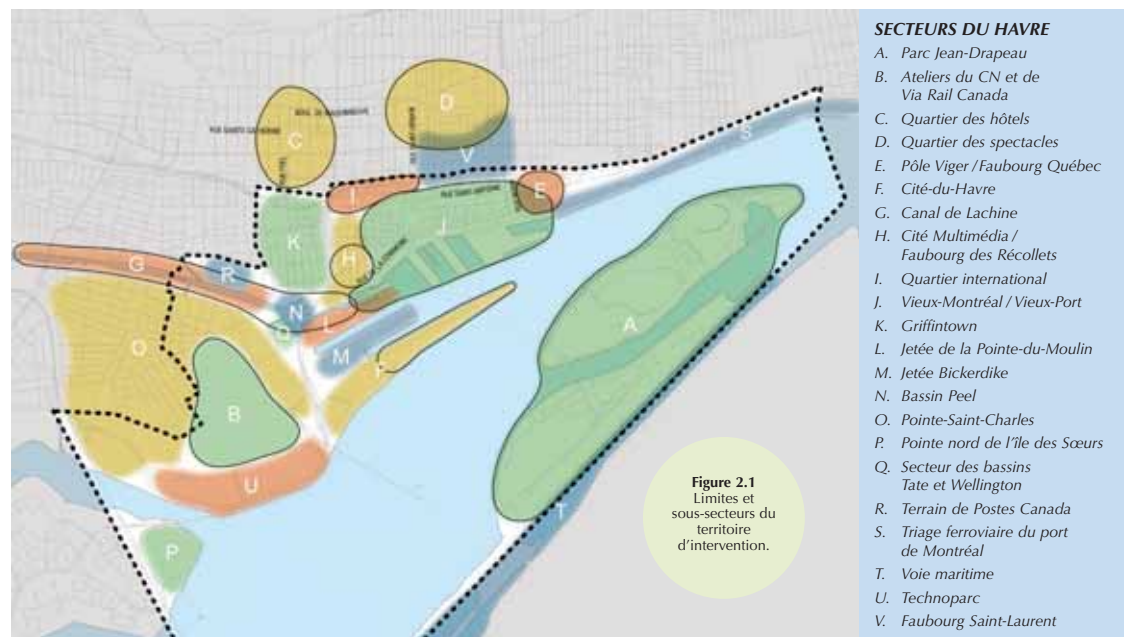 SECTEURS DU HAVRE
A. Parc Jean-Drapeau
B. Ateliers du CN et de
Via Rail Canada
C. Quartier des hôtels
D. Quartier des spectacles
E. Pôle Viger / Faubourg Québec
F. Cité-du-Havre
G. Canal de Lachine
H. Cité Multimédia /
Faubourg des Récollets
I. Quartier international
J. Vieux-Montréal / Vieux-Port
K. Griffintown
L. Jetée de la Pointe-du-Moulin
M. Jetée Bickerdike
N. Bassin Peel
O. Pointe-Saint-Charles
P. Pointe nord de l'île des Sœurs
Q. Secteur des bassins
Tate et Wellington
R. Terrain de Postes Canada
S. Triage ferroviaire du port
de Montréal
T. Voie maritime
U. Technoparc
V. Faubourg Saint-Laurent
D
C
S
V
E
I
J
K
H
G
R
N
Q
L
M
F
A
O
B
U
P
T
Figure 2.1
Limites et
sous-secteurs du
territoire
d'intervention.